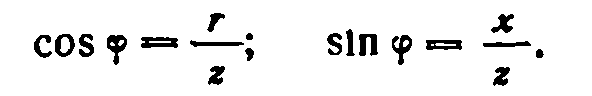 cos φ = r/z; sin φ = x/z.